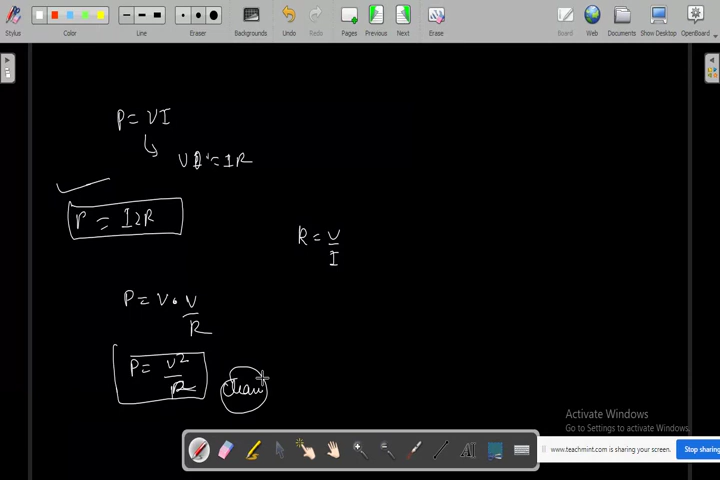 Stylus
Color
Line
Eraser
Backgrounds
Undo
Redo
Pages
Previous
Next
Erase
Board
Web
Documents
Show Desktop
OpenBoard
P = VI
= IR
P = I2R
R = V/I
P = V • V/R
P = V²/R
Activate Windows
Go to Settings to activate Windows.
www.teachmint.com is sharing your screen.
Stop sharing